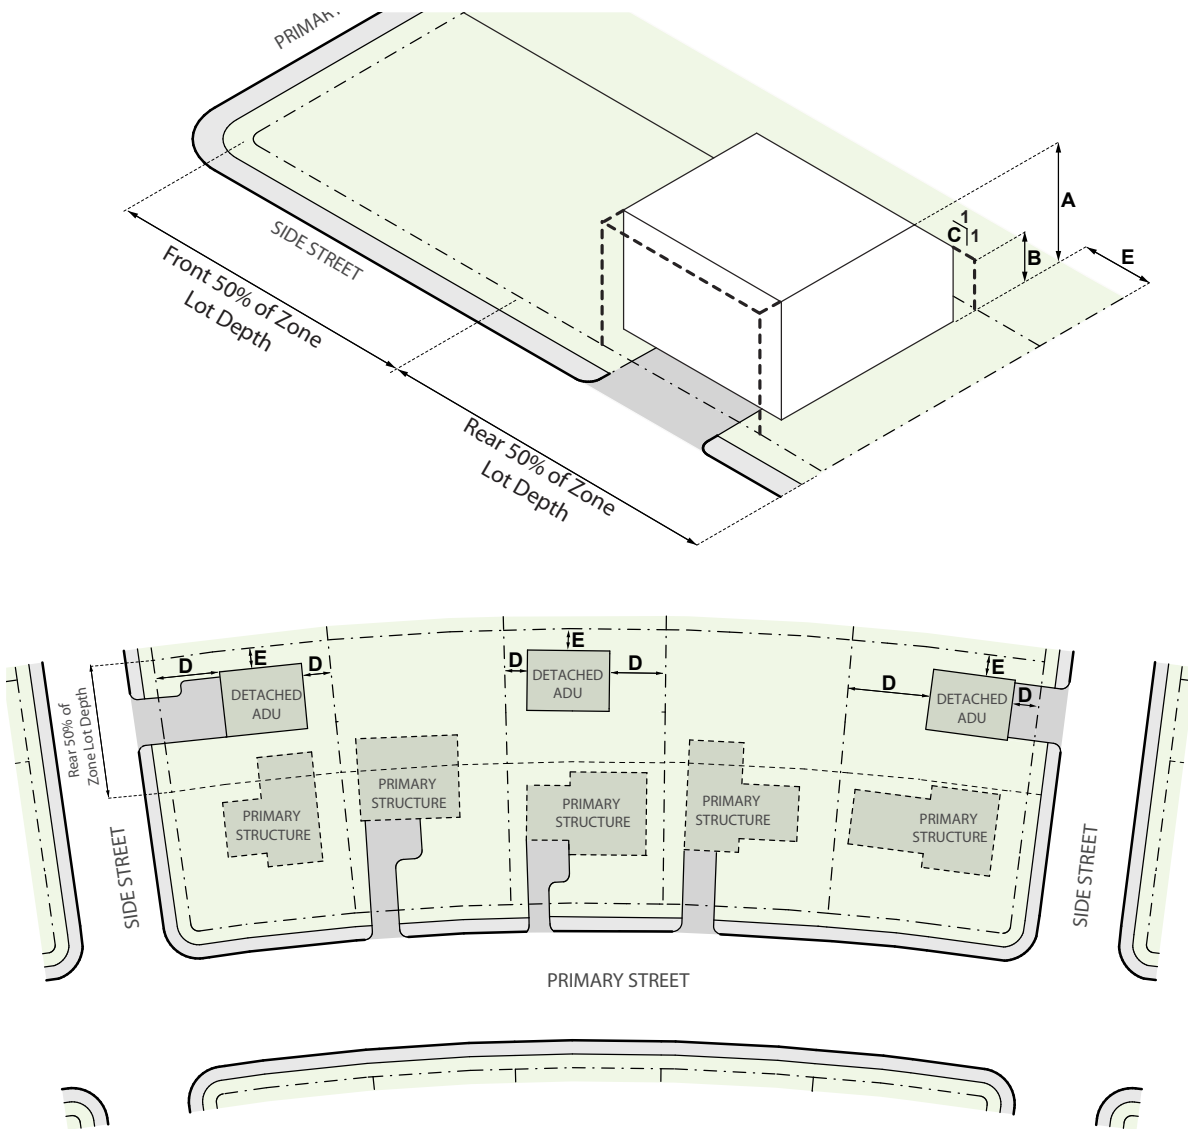 PRIMARY
SIDE STREET
Front 50% of Zone
Lot Depth
Rear 50% of Zone
Lot Depth
A
1
C
1
B
E
D
E
D
DETACHED
ADU
D
E
D
DETACHED
ADU
D
E
D
DETACHED
ADU
Rear 50% of
Zone Lot Depth
PRIMARY
STRUCTURE
PRIMARY
STRUCTURE
PRIMARY
STRUCTURE
PRIMARY
STRUCTURE
PRIMARY
STRUCTURE
SIDE STREET
SIDE STREET
PRIMARY STREET